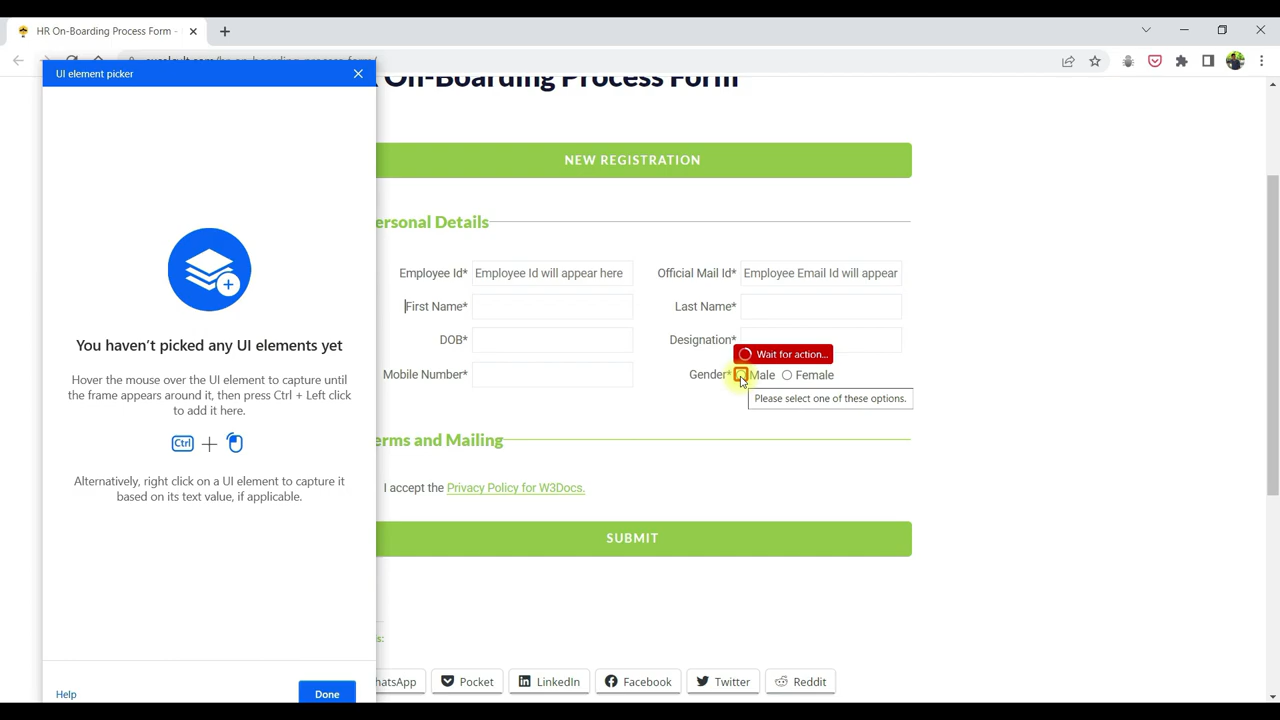 HR On-Boarding Process Form -
UI element picker
On-Boarding Process Form
NEW REGISTRATION
ersonal Details
Employee Id* Employee Id will appear here Official Mail Id* Employee Email Id will appear
First Name* Last Name*
DOB* Designation*
Wait for action...
Mobile Number* Gender* Male Female
Please select one of these options.
You haven't picked any UI elements yet
Hover the mouse over the UI element to capture until
the frame appears around it, then press Ctrl + Left click
to add it here.
Ctrl
Alternatively, right click on a UI element to capture it
based on its text value, if applicable.
erms and Mailing
I accept the Privacy Policy for W3Docs.
SUBMIT
is:
hatsApp Pocket LinkedIn Facebook Twitter Reddit
Help Done